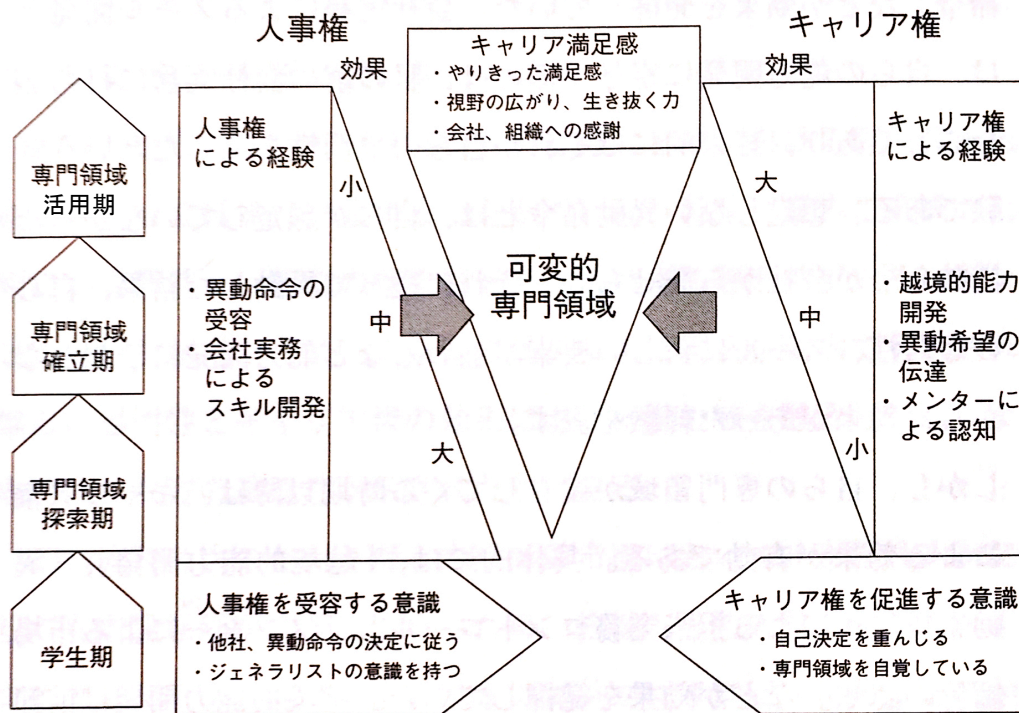 人事権
キャリア権
キャリア満足感
・やりきった満足感
・視野の広がり、生き抜く力
・会社、組織への感謝
効果
効果
専門領域
活用期
専門領域
確立期
専門領域
探索期
学生期
人事権
による経験
・異動命令の
受容
・会社実務
による
スキル開発
小
中
大
可変的
専門領域
大
中
小
キャリア権
による経験
・越境的能力
開発
・異動希望の
伝達
・メンターに
よる認知
人事権を受容する意識
・他社、異動命令の決定に従う
・ジェネラリストの意識を持つ
キャリア権を促進する意識
・自己決定を重んじる
・専門領域を自覚している